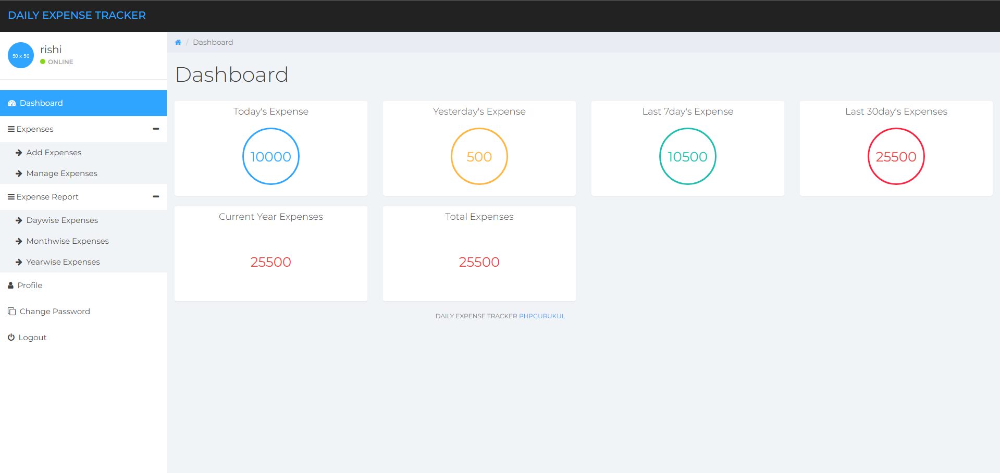 DAILY EXPENSE TRACKER
50 x 50
rishi
ONLINE
Dashboard
Expenses
Add Expenses
Manage Expenses
Expense Report
Daywise Expenses
Monthwise Expenses
Yearwise Expenses
Profile
Change Password
Logout
/ Dashboard
Dashboard
Today's Expense
10000
Yesterday's Expense
500
Last 7day's Expense
10500
Last 30day's Expenses
25500
Current Year Expenses
25500
Total Expenses
25500
DAILY EXPENSE TRACKER PHPGURUKUL